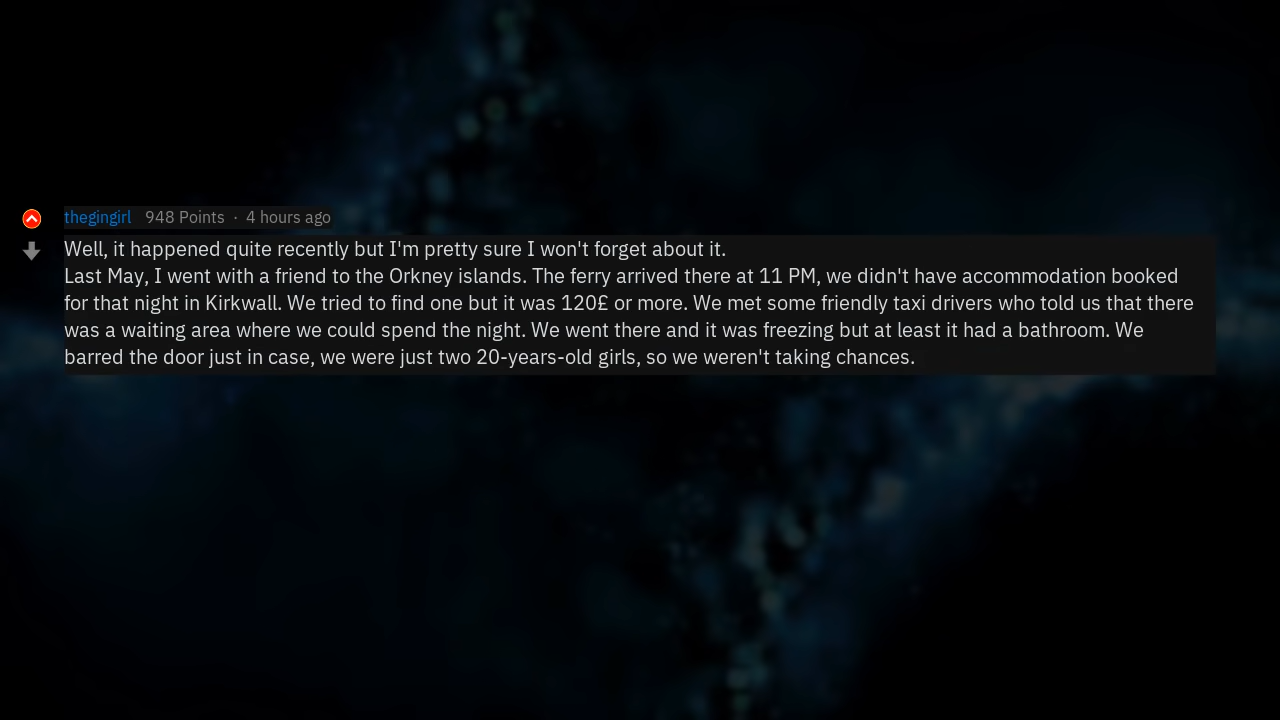 thegingirl 948 Points · 4 hours ago
Well, it happened quite recently but I'm pretty sure I won't forget about it.
Last May, I went with a friend to the Orkney islands. The ferry arrived there at 11 PM, we didn't have accommodation booked
for that night in Kirkwall. We tried to find one but it was 120£ or more. We met some friendly taxi drivers who told us that there
was a waiting area where we could spend the night. We went there and it was freezing but at least it had a bathroom. We
barred the door just in case, we were just two 20-years-old girls, so we weren't taking chances.